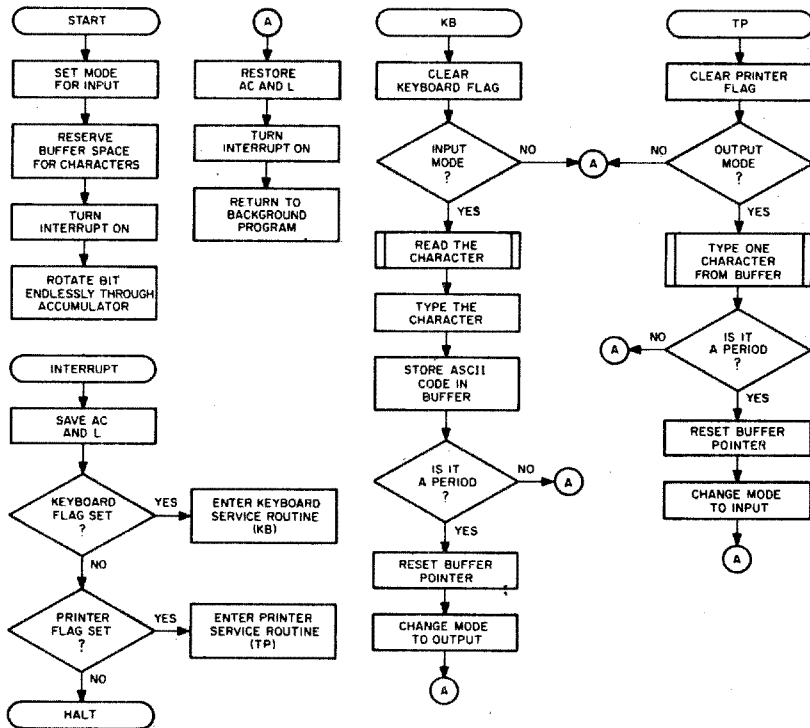 START
SET MODE
FOR INPUT
RESERVE
BUFFER SPACE
FOR CHARACTERS
TURN
INTERRUPT ON
ROTATE BIT
ENDLESSLY THROUGH
ACCUMULATOR
A
RESTORE
AC AND L
TURN
INTERRUPT ON
RETURN TO
BACKGROUND
PROGRAM
INTERRUPT
SAVE AC
AND L
KEYBOARD
FLAG SET
?
YES
ENTER KEYBOARD
SERVICE ROUTINE
(KB)
NO
PRINTER
FLAG SET
?
YES
ENTER PRINTER
SERVICE ROUTINE
(TP)
NO
HALT
KB
CLEAR
KEYBOARD FLAG
INPUT
MODE
?
NO
A
YES
READ THE
CHARACTER
TYPE THE
CHARACTER
STORE ASCII
CODE IN
BUFFER
IS IT
A PERIOD
?
NO
A
YES
RESET BUFFER
POINTER
CHANGE MODE
TO OUTPUT
A
TP
CLEAR PRINTER
FLAG
OUTPUT
MODE
?
NO
YES
TYPE ONE
CHARACTER
FROM BUFFER
IS IT
A PERIOD
?
NO
A
YES
RESET BUFFER
POINTER
CHANGE MODE
TO INPUT
A